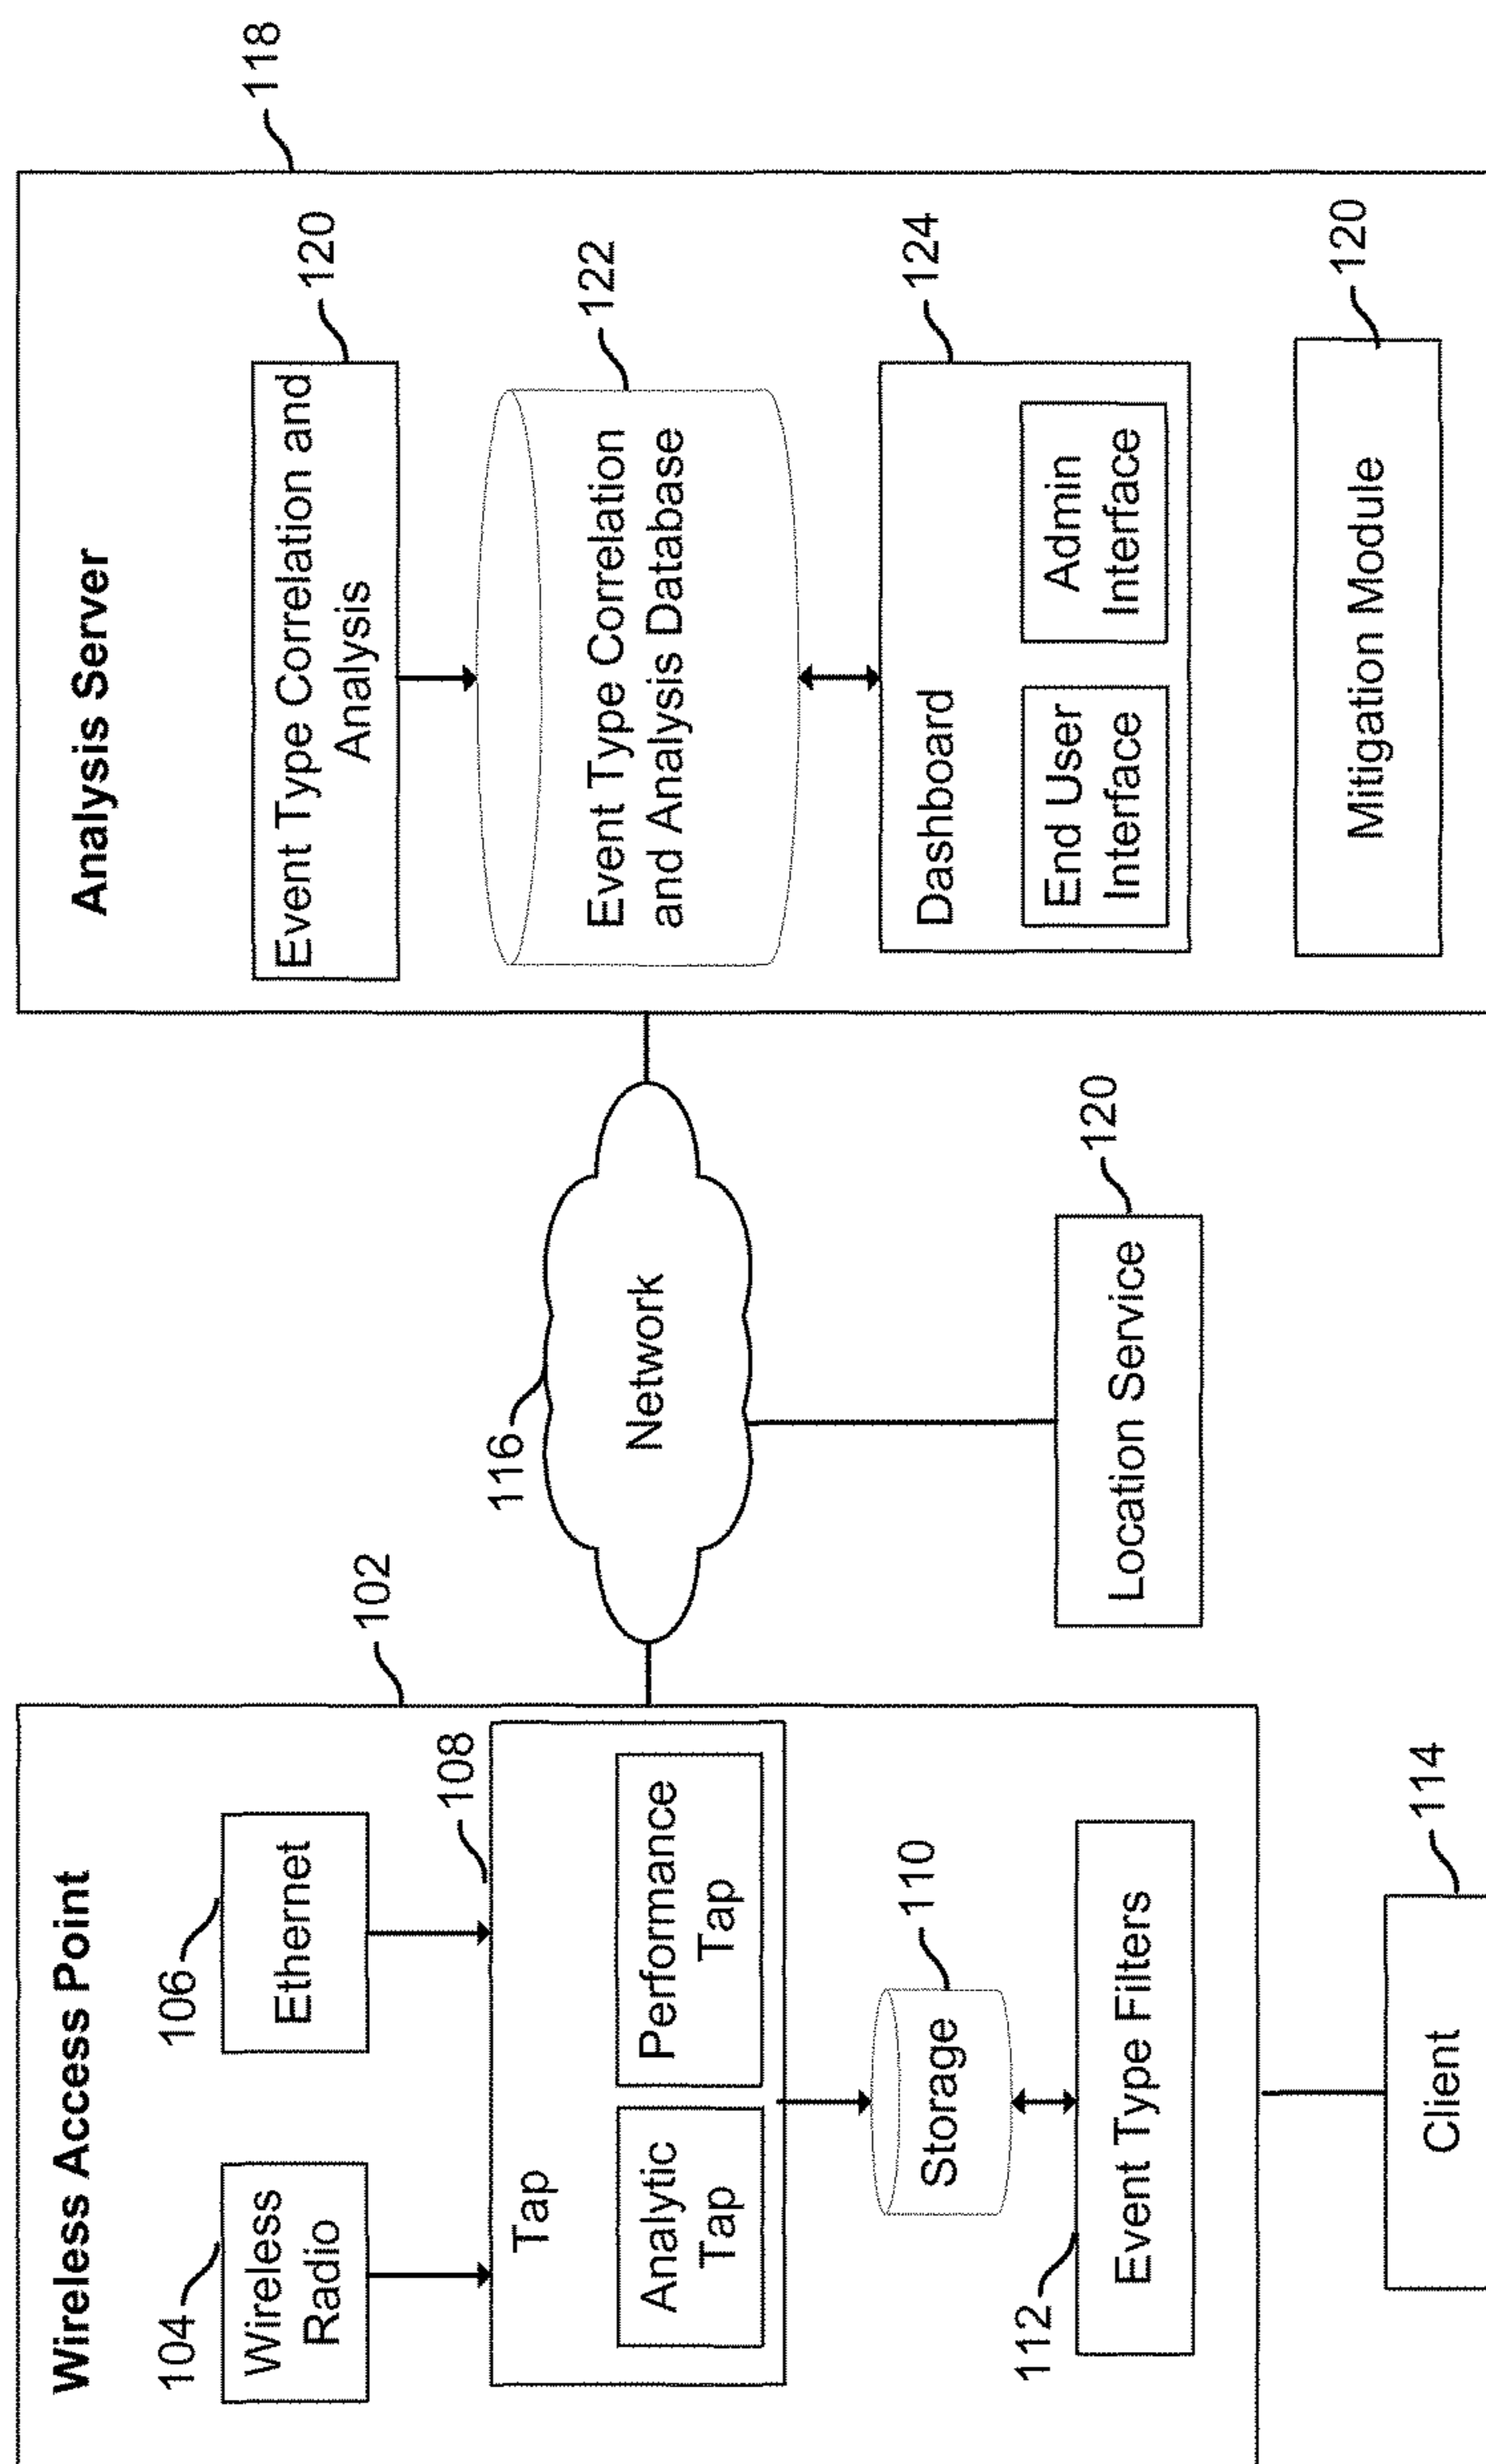 Wireless Access Point
102
104
Wireless
Radio
106
Ethernet
108
Tap
Analytic
Tap
Performance
Tap
Storage
110
112
Event Type Filters
Client
114
116
Network
Location Service
120
Analysis Server
118
Event Type Correlation and
Analysis
120
Event Type Correlation
and Analysis Database
122
Dashboard
124
End User
Interface
Admin
Interface
Mitigation Module
120